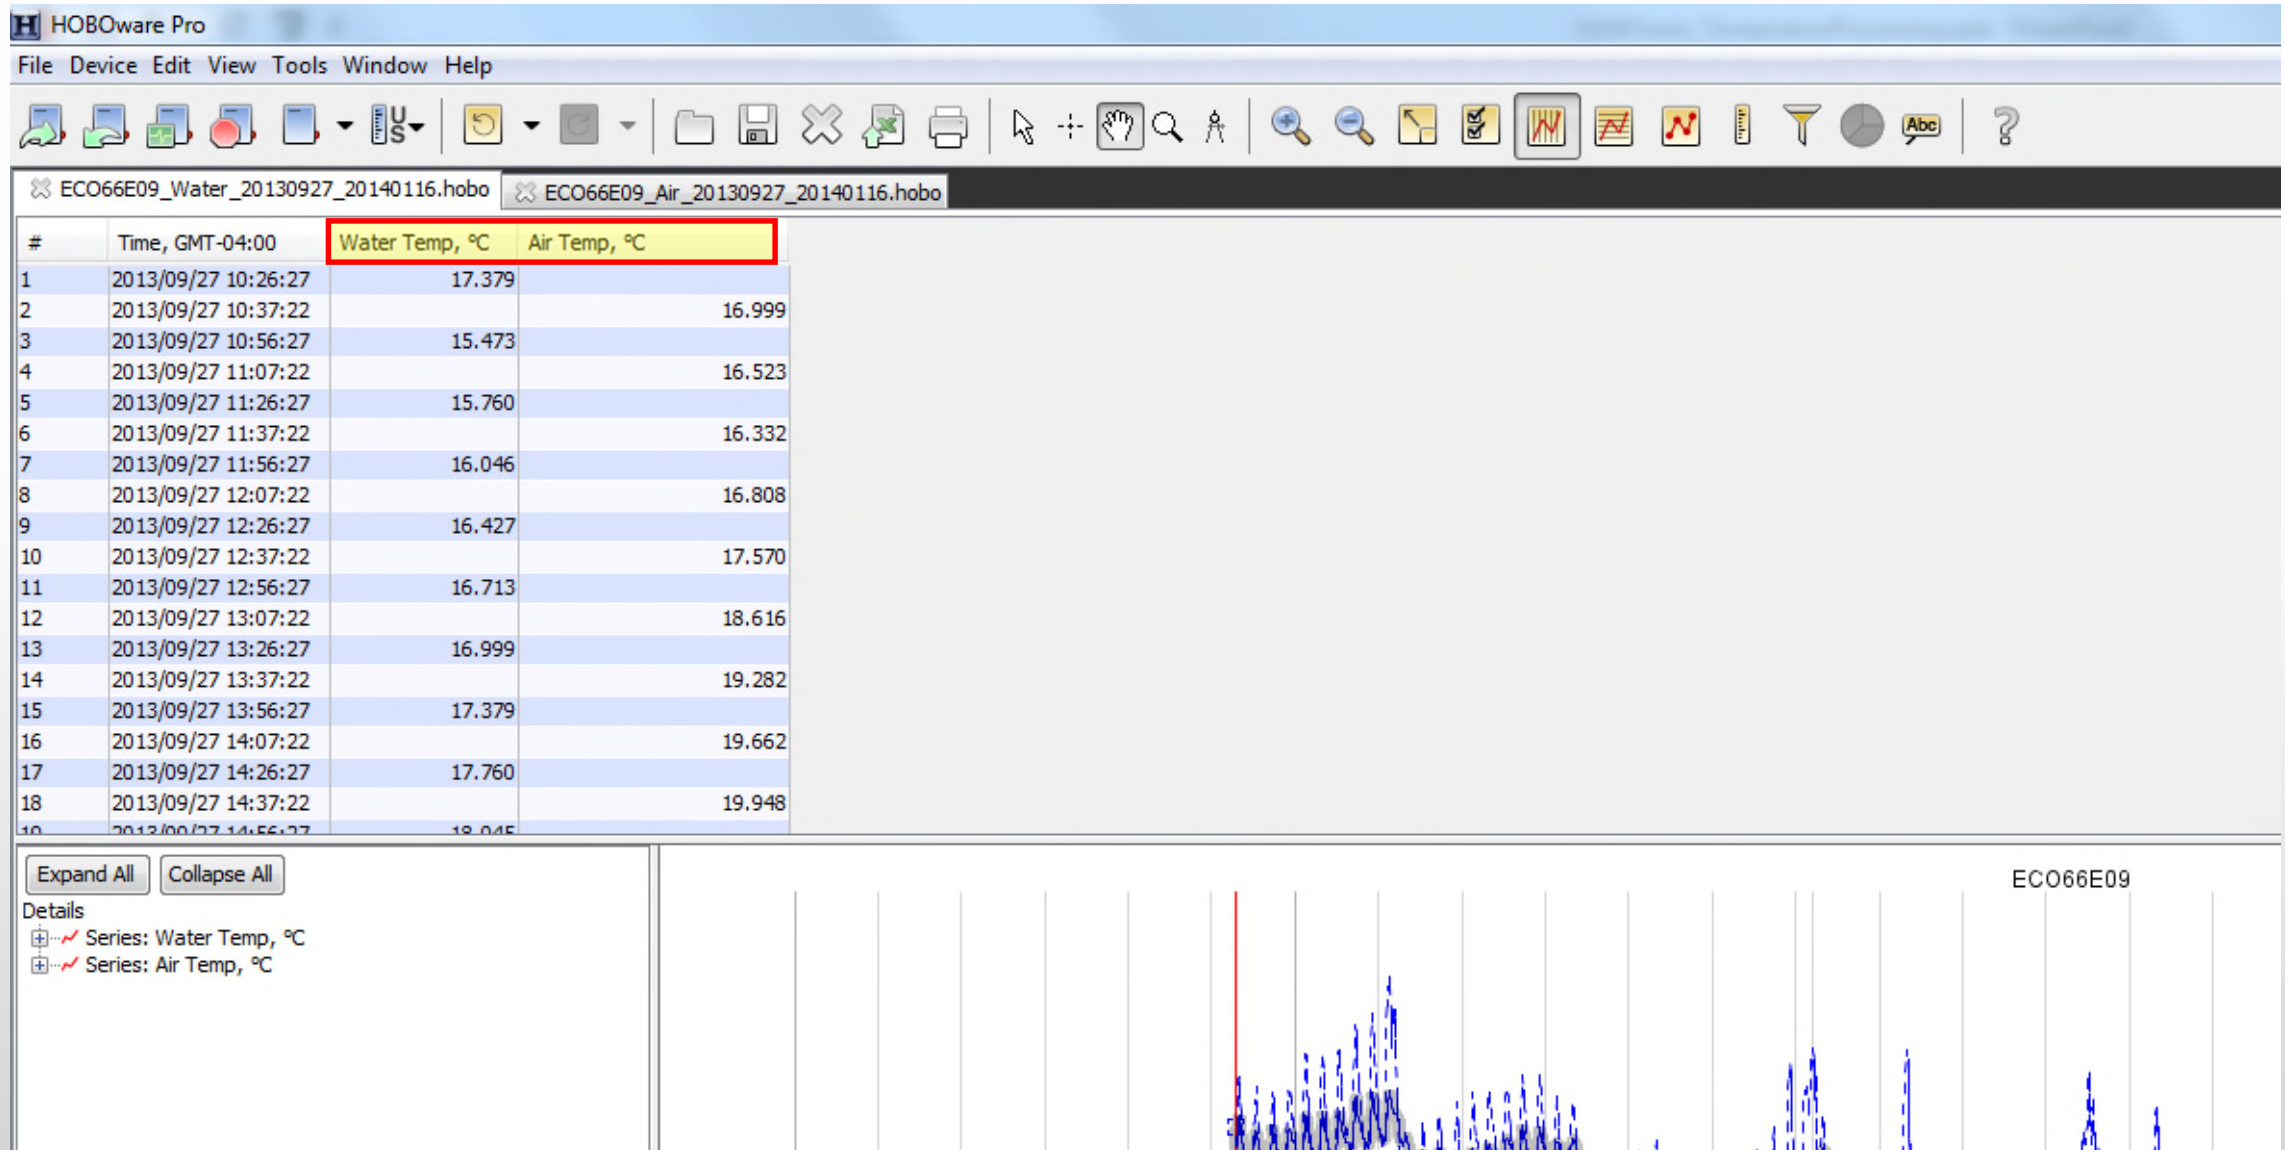 HOBOware Pro
File Device Edit View Tools Window Help
U
S
Abc
?
ECO66E09_Water_20130927_20140116.hobo ECO66E09_Air_20130927_20140116.hobo
# Time, GMT-04:00 Water Temp, °C Air Temp, °C
1 2013/09/27 10:26:27 17.379
2 2013/09/27 10:37:22 16.999
3 2013/09/27 10:56:27 15.473
4 2013/09/27 11:07:22 16.523
5 2013/09/27 11:26:27 15.760
6 2013/09/27 11:37:22 16.332
7 2013/09/27 11:56:27 16.046
8 2013/09/27 12:07:22 16.808
9 2013/09/27 12:26:27 16.427
10 2013/09/27 12:37:22 17.570
11 2013/09/27 12:56:27 16.713
12 2013/09/27 13:07:22 18.616
13 2013/09/27 13:26:27 16.999
14 2013/09/27 13:37:22 19.282
15 2013/09/27 13:56:27 17.379
16 2013/09/27 14:07:22 19.662
17 2013/09/27 14:26:27 17.760
18 2013/09/27 14:37:22 19.948
19 2013/09/27 14:56:27 18.045
Expand All Collapse All
Details
Series: Water Temp, °C
Series: Air Temp, °C
ECO66E09